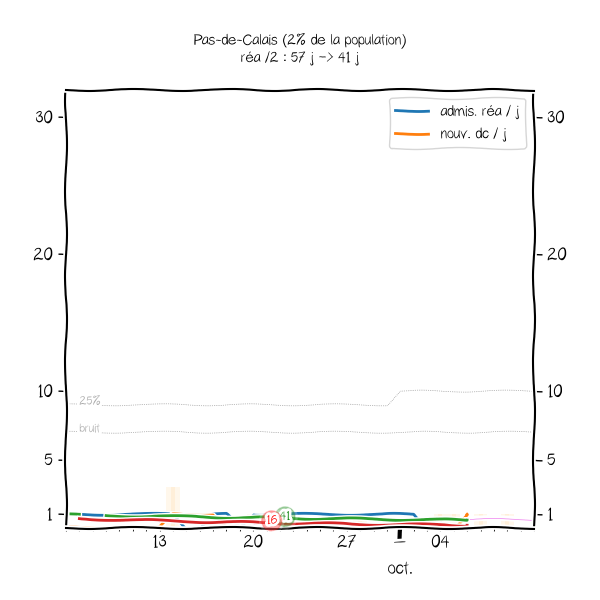 Pas-de-Calais (2% de la population)
réa /2 : 57 j -> 41 j
admis. réa / j
nouv. dc / j
30 30
20 20
10 10
25%
bruit
5 5
1 1
16 41
13 20 27 04
oct.